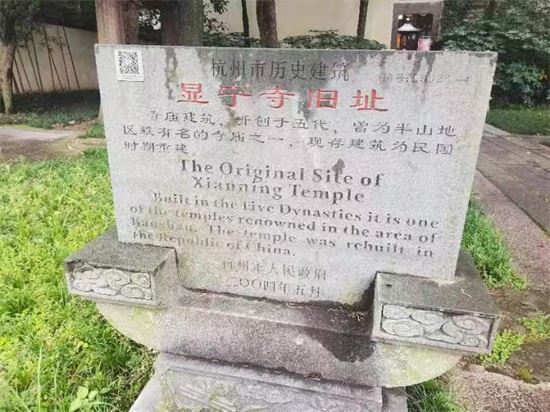 杭州市历史建筑
显宁寺旧址
寺庙建筑，初创于五代，曾为半山地
区较有名的寺庙之一，现存建筑为民国
时期重建
The Original Site of
Xianning Temple
Built in the Five Dynasties it is one
of the temples renowned in the area of
Banshan. The temple was rebuilt in
the Republic of China.
杭州市人民政府
二〇〇四年五月